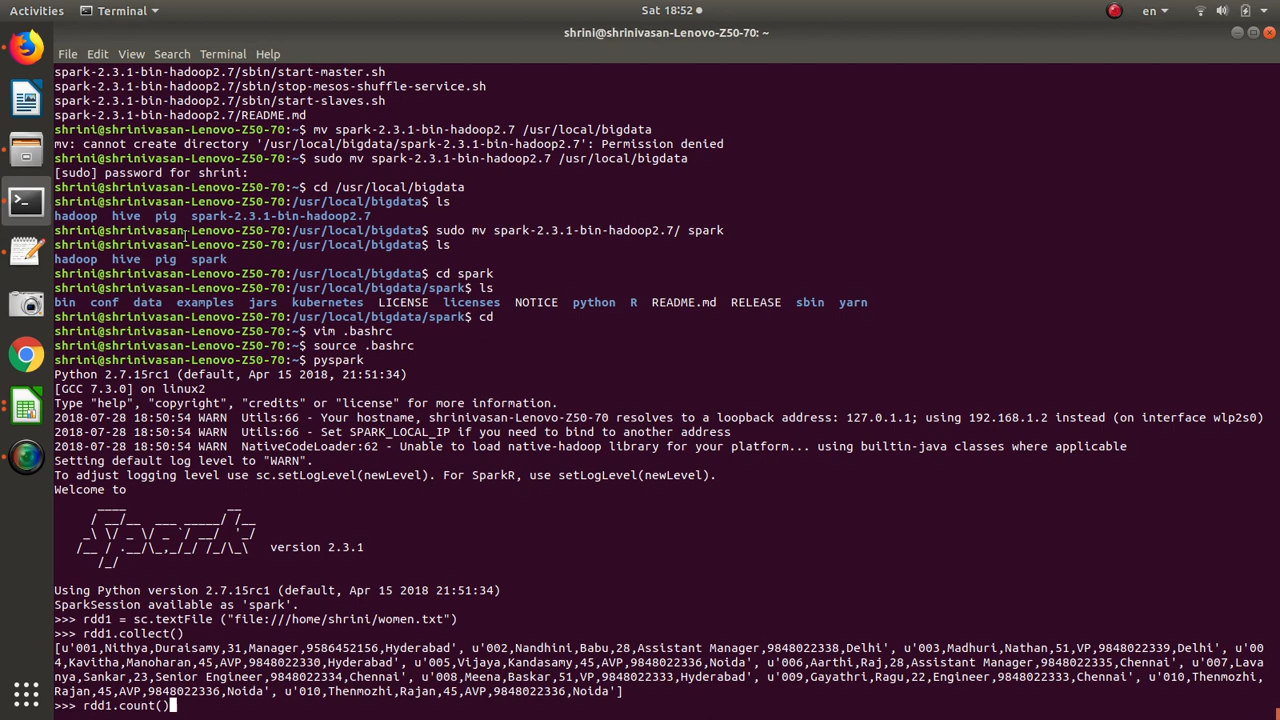 Activities
Terminal
Sat 18:52
en
shrini@shrinivasan-Lenovo-Z50-70: ~
File Edit View Search Terminal Help
spark-2.3.1-bin-hadoop2.7/sbin/start-master.sh
spark-2.3.1-bin-hadoop2.7/sbin/stop-mesos-shuffle-service.sh
spark-2.3.1-bin-hadoop2.7/sbin/start-slaves.sh
spark-2.3.1-bin-hadoop2.7/README.md
shrini@shrinivasan-Lenovo-Z50-70:~$ mv spark-2.3.1-bin-hadoop2.7 /usr/local/bigdata
mv: cannot create directory '/usr/local/bigdata/spark-2.3.1-bin-hadoop2.7': Permission denied
shrini@shrinivasan-Lenovo-Z50-70:~$ sudo mv spark-2.3.1-bin-hadoop2.7 /usr/local/bigdata
[sudo] password for shrini:
shrini@shrinivasan-Lenovo-Z50-70:~$ cd /usr/local/bigdata
shrini@shrinivasan-Lenovo-Z50-70:/usr/local/bigdata$ ls
hadoop hive pig spark-2.3.1-bin-hadoop2.7
shrini@shrinivasan-Lenovo-Z50-70:/usr/local/bigdata$ sudo mv spark-2.3.1-bin-hadoop2.7/ spark
shrini@shrinivasan-Lenovo-Z50-70:/usr/local/bigdata$ ls
hadoop hive pig spark
shrini@shrinivasan-Lenovo-Z50-70:/usr/local/bigdata$ cd spark
shrini@shrinivasan-Lenovo-Z50-70:/usr/local/bigdata/spark$ ls
bin conf data examples jars kubernetes LICENSE licenses NOTICE python R README.md RELEASE sbin yarn
shrini@shrinivasan-Lenovo-Z50-70:/usr/local/bigdata/spark$ cd
shrini@shrinivasan-Lenovo-Z50-70:~$ vim .bashrc
shrini@shrinivasan-Lenovo-Z50-70:~$ source .bashrc
shrini@shrinivasan-Lenovo-Z50-70:~$ pyspark
Python 2.7.15rc1 (default, Apr 15 2018, 21:51:34)
[GCC 7.3.0] on linux2
Type "help", "copyright", "credits" or "license" for more information.
2018-07-28 18:50:54 WARN  Utils:66 - Your hostname, shrinivasan-Lenovo-Z50-70 resolves to a loopback address: 127.0.1.1; using 192.168.1.2 instead (on interface wlp2s0)
2018-07-28 18:50:54 WARN  Utils:66 - Set SPARK_LOCAL_IP if you need to bind to another address
2018-07-28 18:50:54 WARN  NativeCodeLoader:62 - Unable to load native-hadoop library for your platform... using builtin-java classes where applicable
Setting default log level to "WARN".
To adjust logging level use sc.setLogLevel(newLevel). For SparkR, use setLogLevel(newLevel).
Welcome to
Spark
version 2.3.1
Using Python version 2.7.15rc1 (default, Apr 15 2018 21:51:34)
SparkSession available as 'spark'.
>>> rdd1 = sc.textFile ("file:///home/shrini/women.txt")
>>> rdd1.collect()
[u'001,Nithya,Duraisamy,31,Manager,9586452156,Hyderabad', u'002,Nandhini,Babu,28,Assistant Manager,9848022338,Delhi', u'003,Madhuri,Nathan,51,VP,9848022339,Delhi', u'00
4,Kavitha,Manoharan,45,AVP,9848022330,Hyderabad', u'005,Vijaya,Kandasamy,45,AVP,9848022336,Noida', u'006,Aarthi,Raj,28,Assistant Manager,9848022335,Chennai', u'007,Lava
nya,Sankar,23,Senior Engineer,9848022334,Chennai', u'008,Meena,Baskar,51,VP,9848022333,Hyderabad', u'009,Gayathri,Ragu,22,Engineer,9848022333,Chennai', u'010,Thenmozhi,
Rajan,45,AVP,9848022336,Noida', u'010,Thenmozhi,Rajan,45,AVP,9848022336,Noida']
>>> rdd1.count()